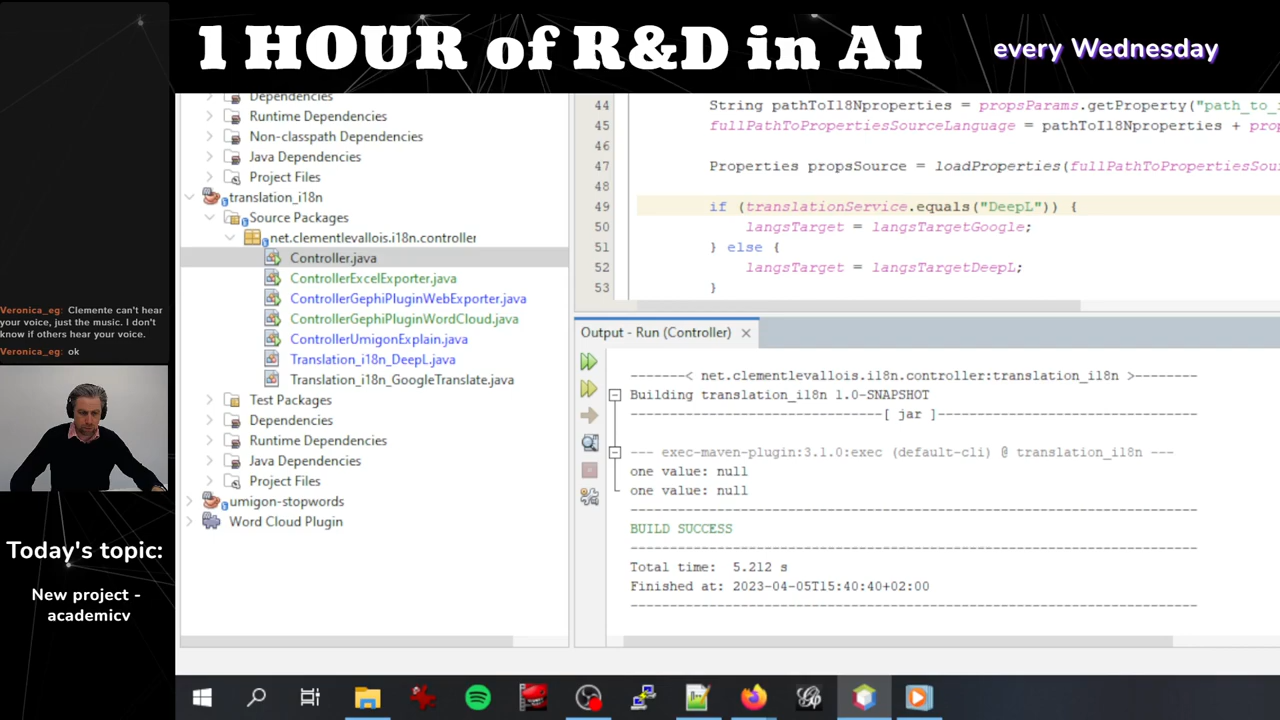 1 HOUR of R&D in AI
every Wednesday
Dependencies
Runtime Dependencies
Non-classpath Dependencies
Java Dependencies
Project Files
translation_i18n
Source Packages
net.clementlevallois.i18n.controller
Controller.java
ControllerExcelExporter.java
ControllerGephiPluginWebExporter.java
ControllerGephiPluginWordCloud.java
ControllerUmigonExplain.java
Translation_i18n_DeepL.java
Translation_i18n_GoogleTranslate.java
Test Packages
Dependencies
Runtime Dependencies
Java Dependencies
Project Files
umigon-stopwords
Word Cloud Plugin
44 String pathToI18Nproperties = propsParams.getProperty("path_to_i
45 fullPathToPropertiesSourceLanguage = pathToI18Nproperties + prop
46
47 Properties propsSource = loadProperties(fullPathToPropertiesSour
48
49 if (translationService.equals("DeepL")) {
50 langsTarget = langsTargetGoogle;
51 } else {
52 langsTarget = langsTargetDeepL;
53 }
Output - Run (Controller)
-------< net.clementlevallois.i18n.controller:translation_i18n >--------
Building translation_i18n 1.0-SNAPSHOT
--------------------------------[ jar ]---------------------------------
--- exec-maven-plugin:3.1.0:exec (default-cli) @ translation_i18n ---
one value: null
one value: null
------------------------------------------------------------------------
BUILD SUCCESS
------------------------------------------------------------------------
Total time: 5.212 s
Finished at: 2023-04-05T15:40:40+02:00
------------------------------------------------------------------------
Veronica_eg: Clemente can't hear
your voice, just the music. I don't
know if others hear your voice.
Veronica_eg: ok
Today's topic:
New project -
academicv